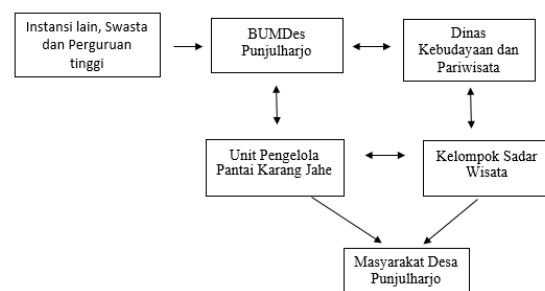 Instansi lain, Swasta
dan Perguruan
tinggi
BUMDes
Punjulharjo
Dinas
Kebudayaan dan
Pariwisata
Unit Pengelola
Pantai Karang Jahe
Kelompok Sadar
Wisata
Masyarakat Desa
Punjulharjo